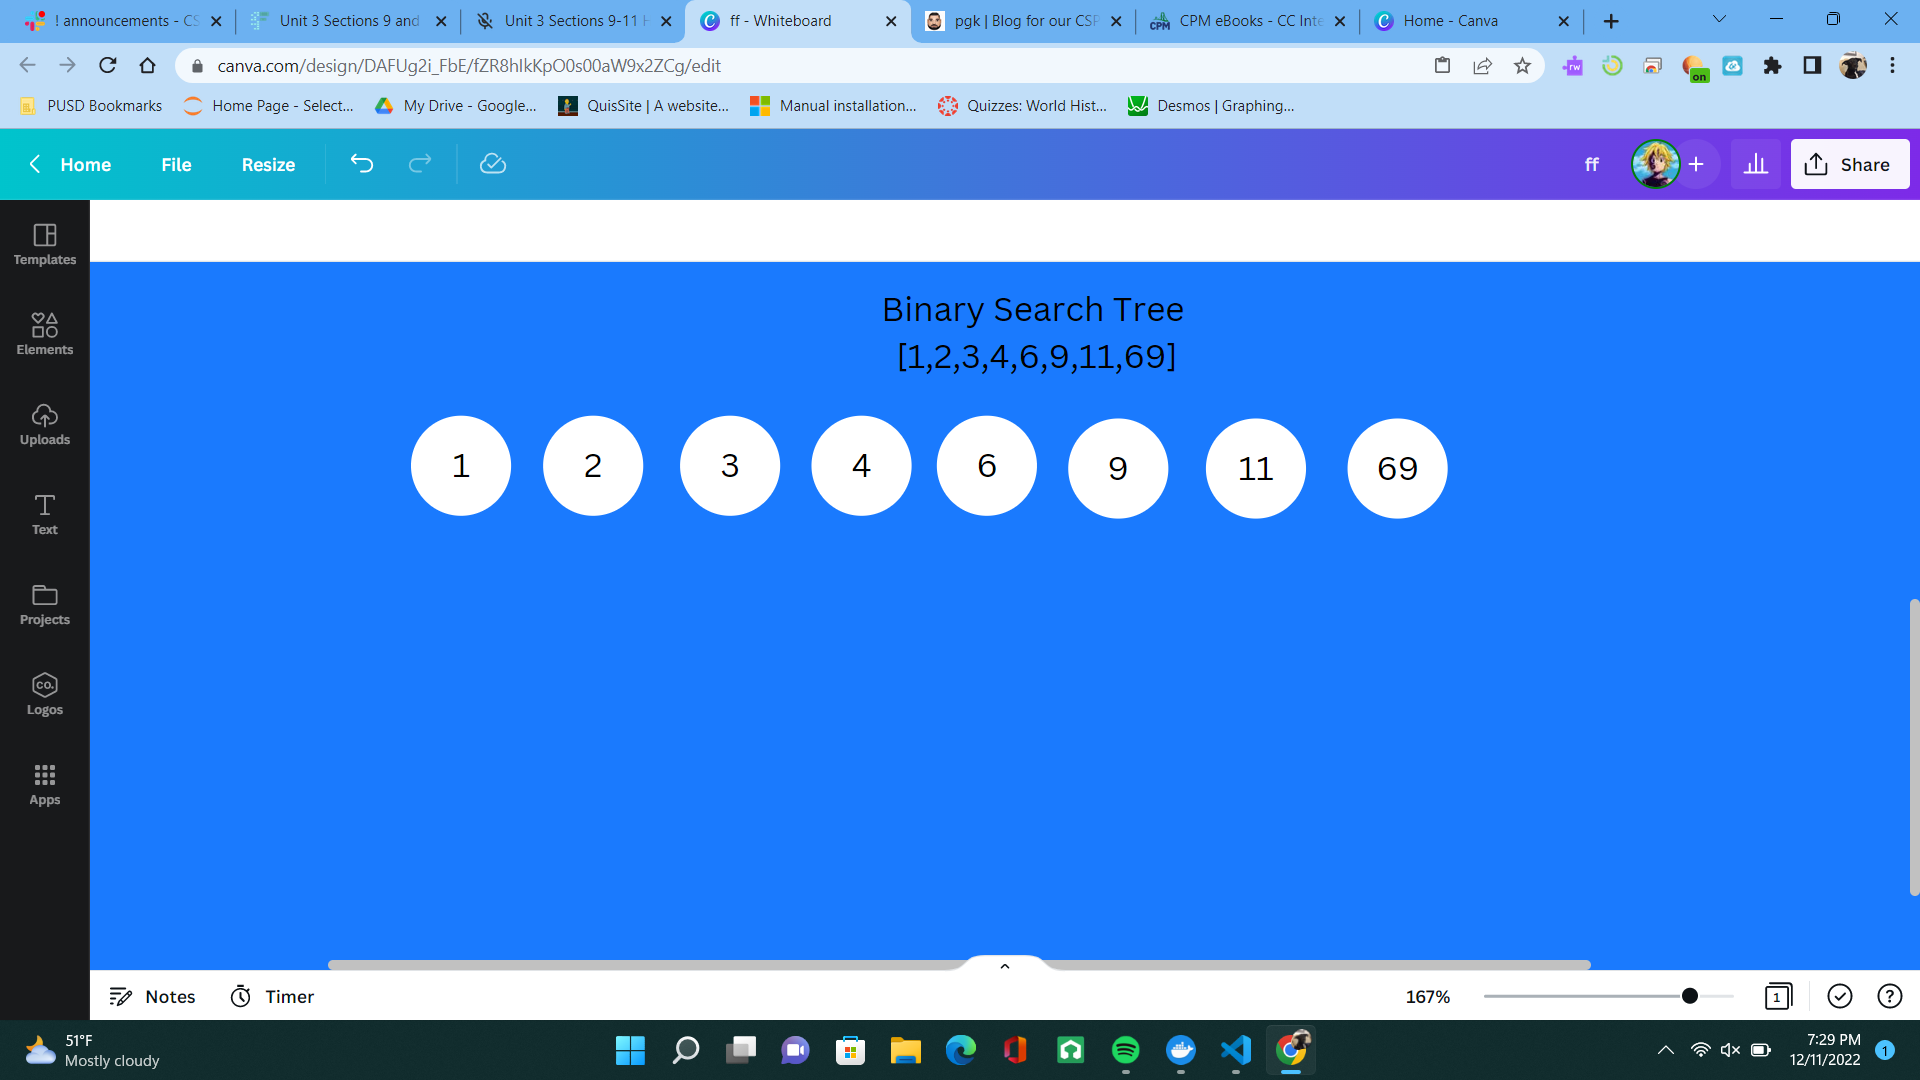 ! announcements - CS
Unit 3 Sections 9 and
Unit 3 Sections 9-11 H
ff - Whiteboard
pgk | Blog for our CSP
CPM eBooks - CC Inte
Home - Canva
canva.com/design/DAFUg2i_FbE/fZR8hIkKpO0s00aW9x2ZCg/edit
rw
on
PUSD Bookmarks
Home Page - Select...
My Drive - Google...
QuisSite | A website...
Manual installation...
Quizzes: World Hist...
Desmos | Graphing...
Home
File
Resize
ff
Share
Templates
Elements
Uploads
Text
Projects
CO.
Logos
Apps
Binary Search Tree
[1,2,3,4,6,9,11,69]
1 2 3 4 6 9 11 69
Notes
Timer
167%
1
51°F
Mostly cloudy
7:29 PM
12/11/2022
1